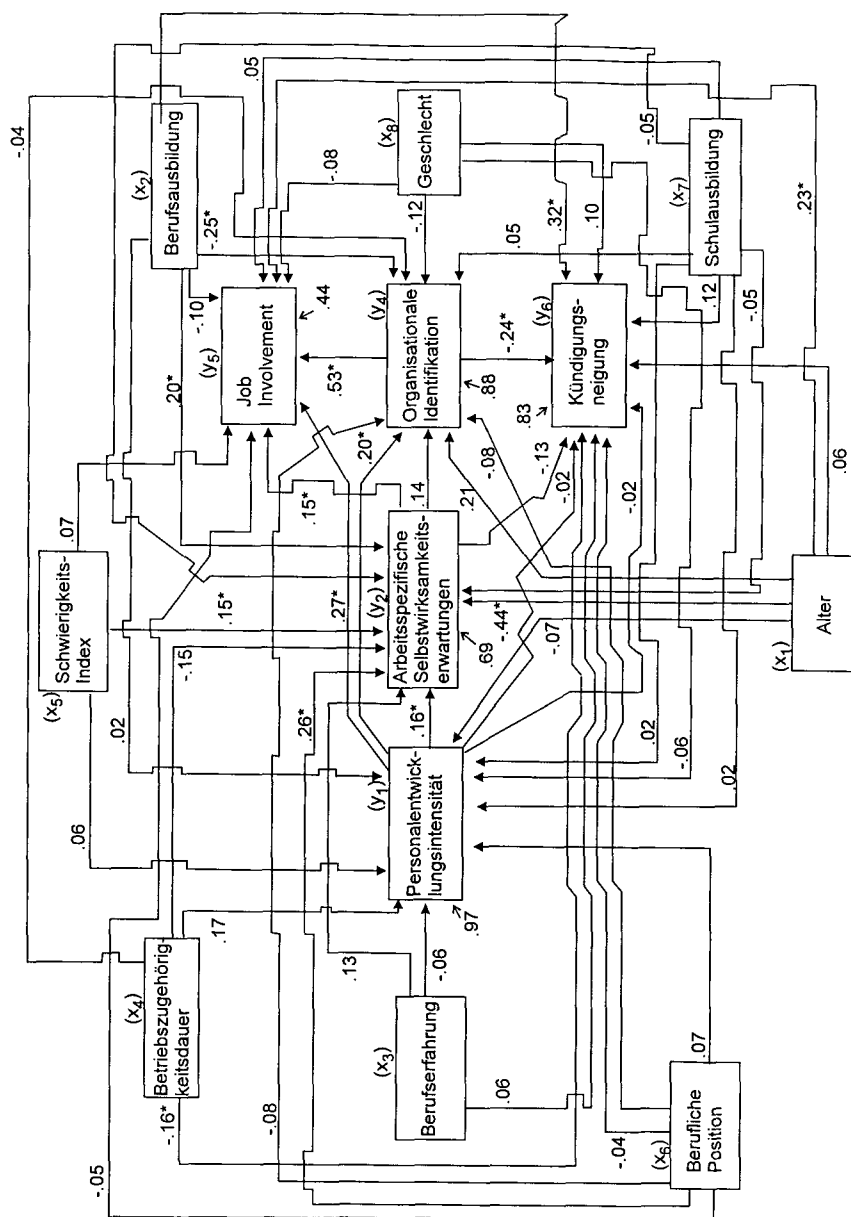 -.04
.05
(x2)
Berufsausbildung
-.25*
-.10
.20*
.02
(x5)
Schwierigkeits-
Index
.07
.06
.15*
-.15
(x4)
Betriebszugehörig-
keitsdauer
.17
-.16*
-.05
(x8)
Geschlecht
-.08
-.12
.32*
.10
(y5)
Job
Involvement
.44
.53*
(y4)
Organisationale
Identifikation
.88
-.24*
.05
(y6)
Kündigungs-
neigung
.83
.12
.15*
.20*
.27*
.14
-.13
.21
-.08
-.02
-.02
(y2)
Arbeitsspezifische
Selbstwirksamkeits-
erwartungen
.69
-.44*
-.07
.26*
.16*
(y1)
Personalentwick-
lungsintensität
.97
.02
-.06
.02
.13
-.06
(x3)
Berufserfahrung
.06
-.08
-.04
.07
(x6)
Berufliche
Position
(x7)
Schulausbildung
-.05
-.05
.23*
.06
(x1)
Alter